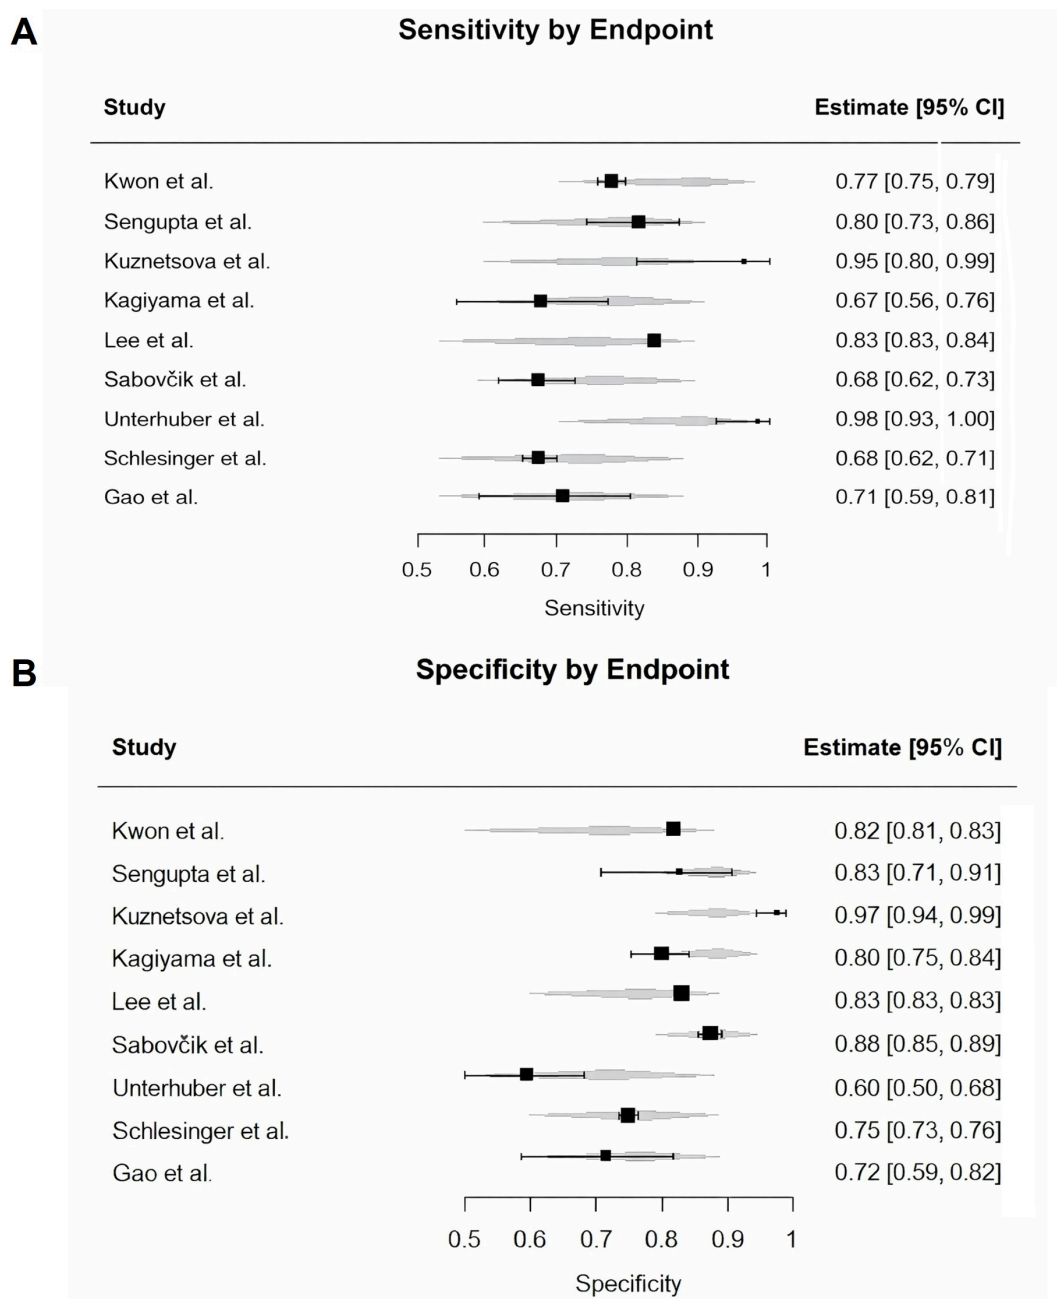 A
Sensitivity by Endpoint
Study Estimate [95% CI]
Kwon et al. 0.77 [0.75, 0.79]
Sengupta et al. 0.80 [0.73, 0.86]
Kuznetsova et al. 0.95 [0.80, 0.99]
Kagiyama et al. 0.67 [0.56, 0.76]
Lee et al. 0.83 [0.83, 0.84]
Sabovčik et al. 0.68 [0.62, 0.73]
Unterhuber et al. 0.98 [0.93, 1.00]
Schlesinger et al. 0.68 [0.62, 0.71]
Gao et al. 0.71 [0.59, 0.81]
0.5 0.6 0.7 0.8 0.9 1
Sensitivity
B
Specificity by Endpoint
Study Estimate [95% CI]
Kwon et al. 0.82 [0.81, 0.83]
Sengupta et al. 0.83 [0.71, 0.91]
Kuznetsova et al. 0.97 [0.94, 0.99]
Kagiyama et al. 0.80 [0.75, 0.84]
Lee et al. 0.83 [0.83, 0.83]
Sabovčik et al. 0.88 [0.85, 0.89]
Unterhuber et al. 0.60 [0.50, 0.68]
Schlesinger et al. 0.75 [0.73, 0.76]
Gao et al. 0.72 [0.59, 0.82]
0.5 0.6 0.7 0.8 0.9 1
Specificity